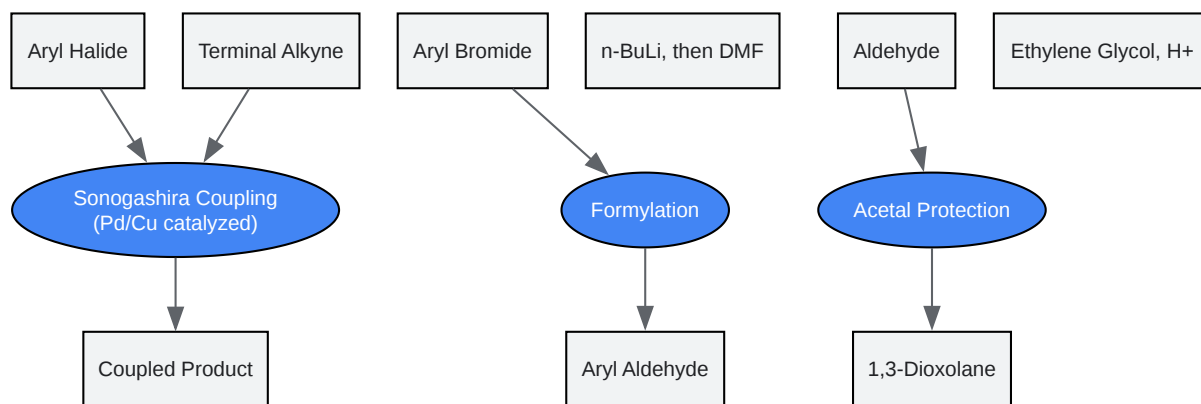 Aryl Halide
Terminal Alkyne
Aryl Bromide
n-BuLi, then DMF
Aldehyde
Ethylene Glycol, H+
Sonogashira Coupling
(Pd/Cu catalyzed)
Formylation
Acetal Protection
Coupled Product
Aryl Aldehyde
1,3-Dioxolane